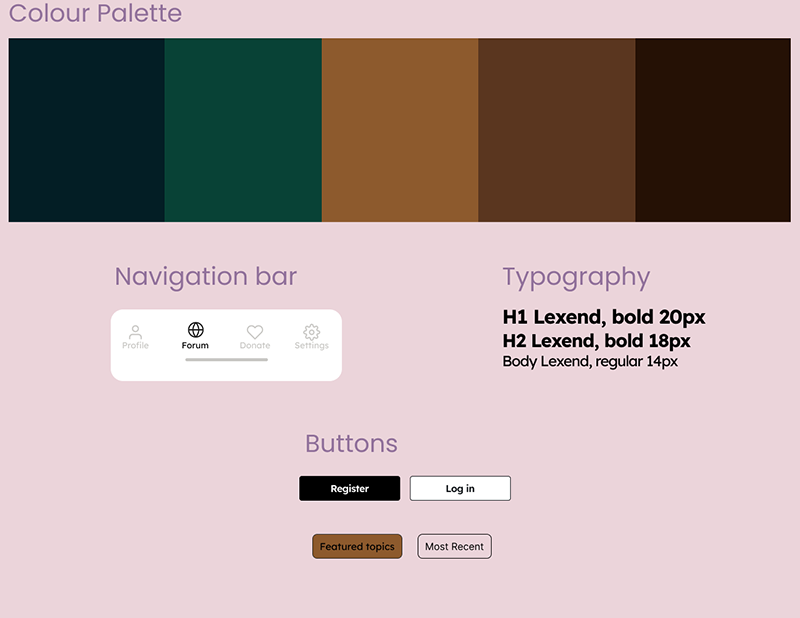 Colour Palette
Navigation bar
Typography
Profile
Forum
Donate
Settings
H1 Lexend, bold 20px
H2 Lexend, bold 18px
Body Lexend, regular 14px
Buttons
Register
Log in
Featured topics
Most Recent